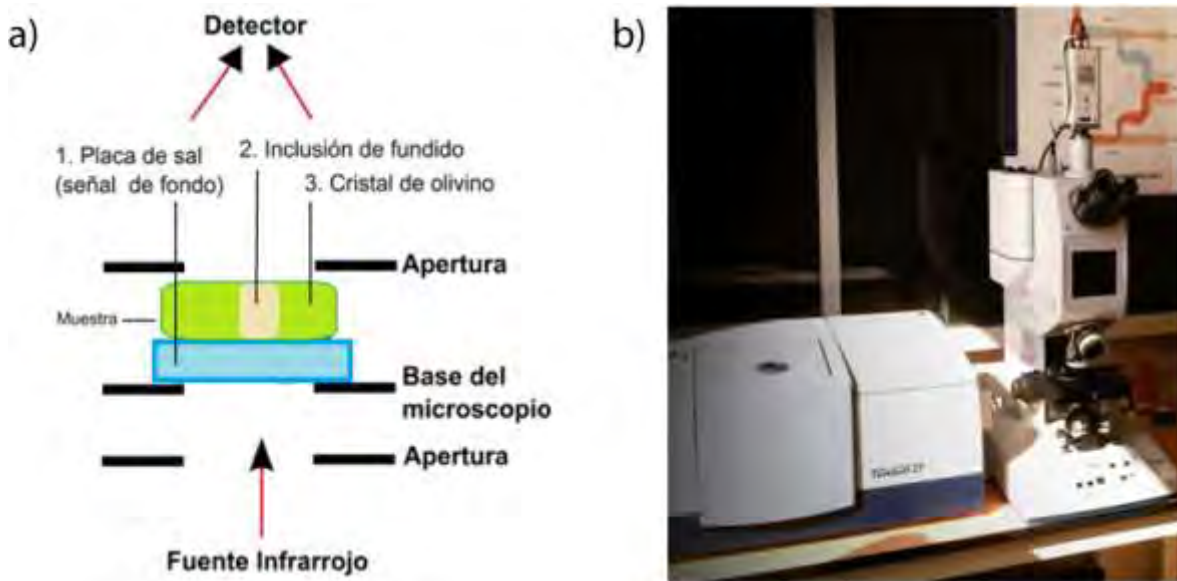 a)
Detector
1. Placa de sal
(señal de fondo)
2. Inclusión de fundido
3. Cristal de olivino
Apertura
Muestra
Base del
microscopio
Apertura
Fuente Infrarrojo
b)